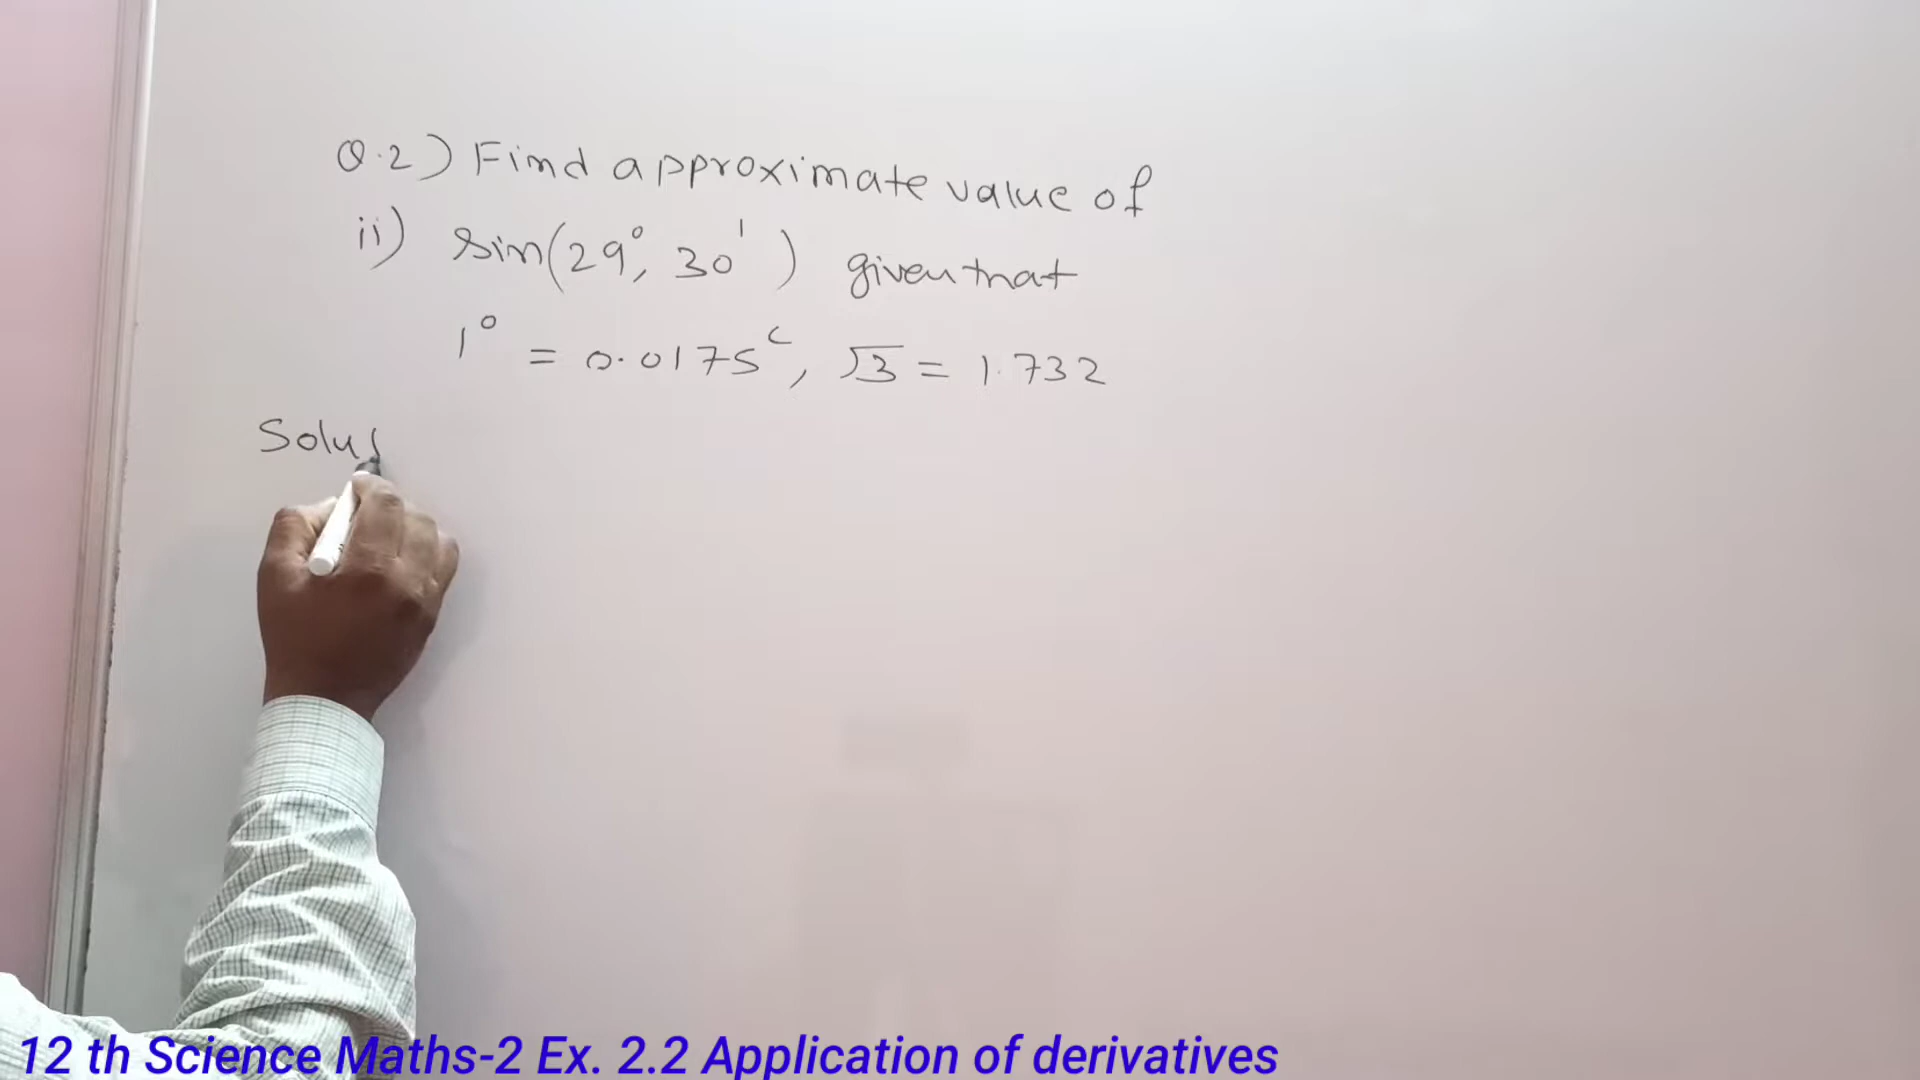 Q.2) Find approximate value of
ii) sin(29°, 30') given that
1° = 0.0175ᶜ, √3 = 1.732
Solu
12 th Science Maths-2 Ex. 2.2 Application of derivatives